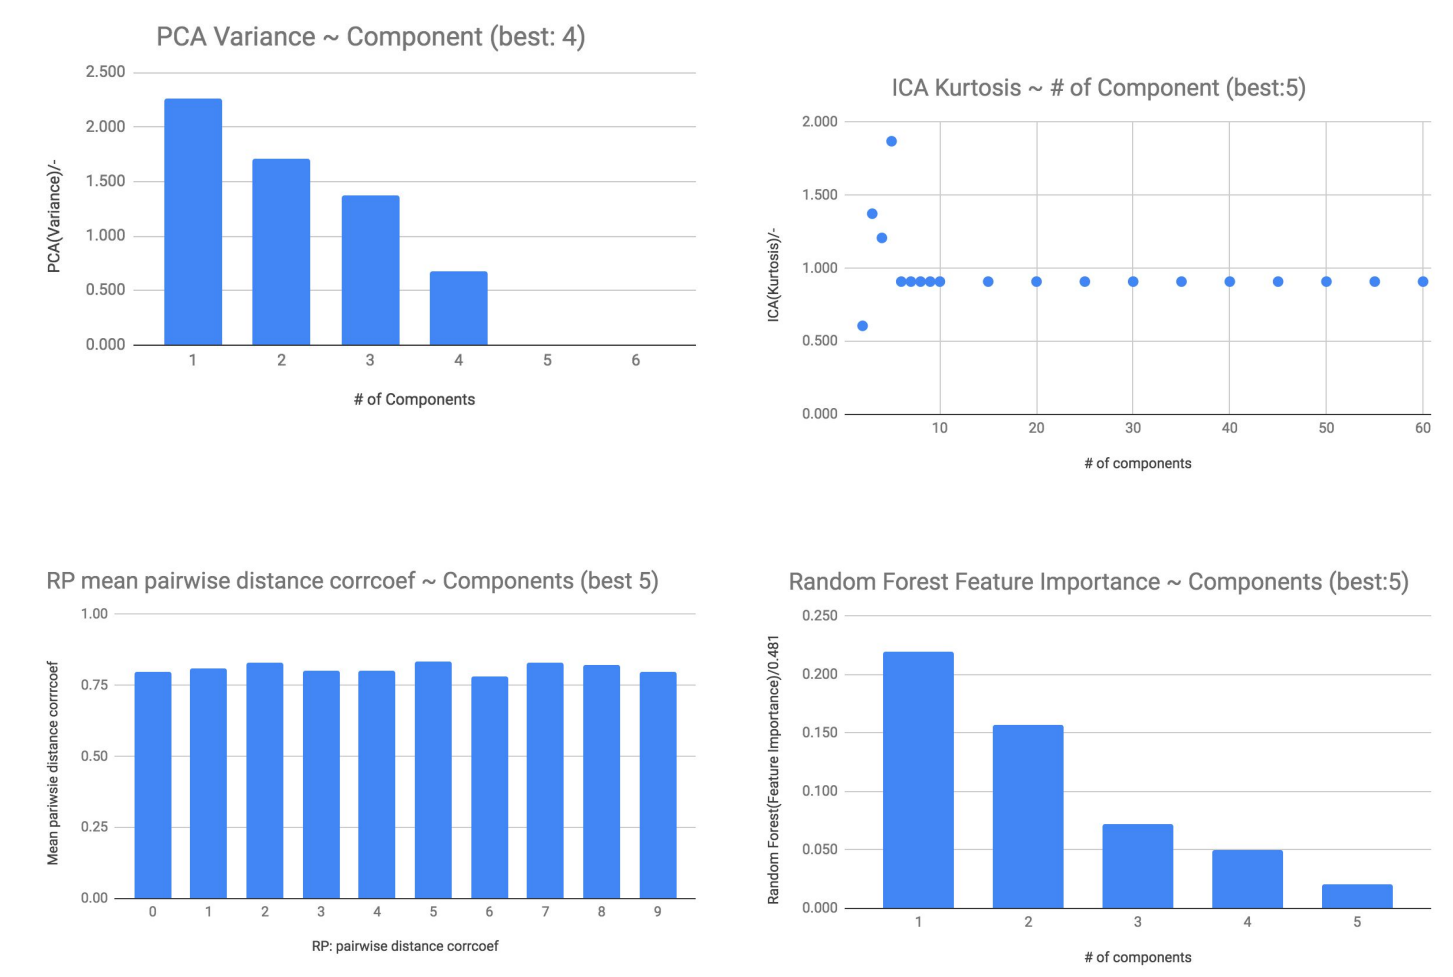 PCA Variance ~ Component (best: 4)
2.500
2.000
1.500
1.000
0.500
0.000
PCA(Variance)/-
1 2 3 4 5 6
# of Components
ICA Kurtosis ~ # of Component (best:5)
2.000
1.500
1.000
0.500
0.000
ICA(Kurtosis)/-
10 20 30 40 50 60
# of components
RP mean pairwise distance corrcoef ~ Components (best 5)
1.00
0.75
0.50
0.25
0.00
Mean pariwsie distance corrrcoef
0 1 2 3 4 5 6 7 8 9
RP: pairwise distance corrcoef
Random Forest Feature Importance ~ Components (best:5)
0.250
0.200
0.150
0.100
0.050
0.000
Random Forest(Feature Importance)/0.481
1 2 3 4 5
# of components